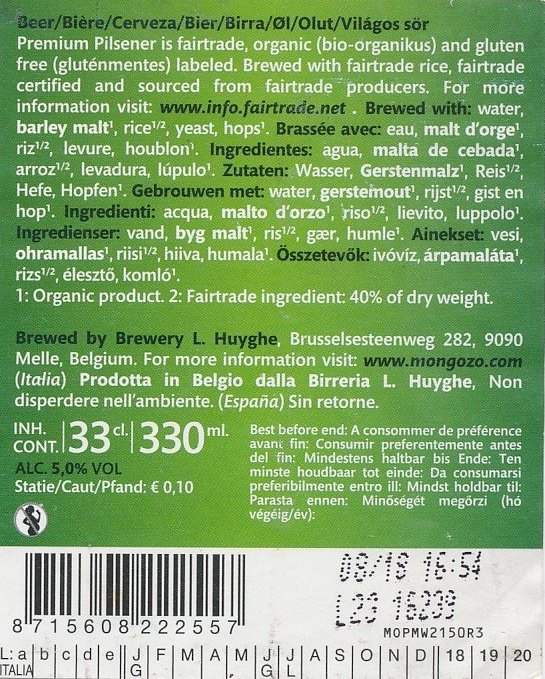 Beer/Bière/Cerveza/Bier/Birra/Øl/Olut/Világos sör
Premium Pilsener is fairtrade, organic (bio-organikus) and gluten
free (gluténmentes) labeled. Brewed with fairtrade rice, fairtrade
certified and sourced from fairtrade producers. For more
information visit: www.info.fairtrade.net . Brewed with: water,
barley malt¹, rice¹/², yeast, hops¹. Brassée avec: eau, malt d'orge¹,
riz¹/², levure, houblon¹. Ingredientes: agua, malta de cebada¹,
arroz¹/², levadura, lúpulo¹. Zutaten: Wasser, Gerstenmalz¹, Reis¹/²,
Hefe, Hopfen¹. Gebrouwen met: water, gerstemout¹, rijst¹/², gist en
hop¹. Ingredienti: acqua, malto d'orzo¹, riso¹/², lievito, luppolo¹.
Ingredienser: vand, byg malt¹, ris¹/², gær, humle¹. Ainekset: vesi,
ohramallas¹, riisi¹/², hiiva, humala¹. Összetevők: ivóvíz, árpamaláta¹,
rizs¹/², élesztő, komló¹.
1: Organic product. 2: Fairtrade ingredient: 40% of dry weight.
Brewed by Brewery L. Huyghe, Brusselsesteenweg 282, 9090
Melle, Belgium. For more information visit: www.mongozo.com
(Italia) Prodotta in Belgio dalla Birreria L. Huyghe, Non
disperdere nell'ambiente. (España) Sin retorne.
INH. CONT. 33 cl. 330 ml.
ALC. 5,0% VOL
Statie/Caut/Pfand: € 0,10
Best before end: A consommer de préférence
avant fin: Consumir preferentemente antes
del fin: Mindestens haltbar bis Ende: Ten
minste houdbaar tot einde: Da consumarsi
preferibilmente entro ill: Mindst holdbar til:
Parasta ennen: Minőségét megőrzi (hó
végéig/év):
08/18 16:54
L23 16239
8 715608 222557
MOPMW2150R3
L: a b c d e J F M A M J J A S O N D 18 19 20
ITALIA G G L